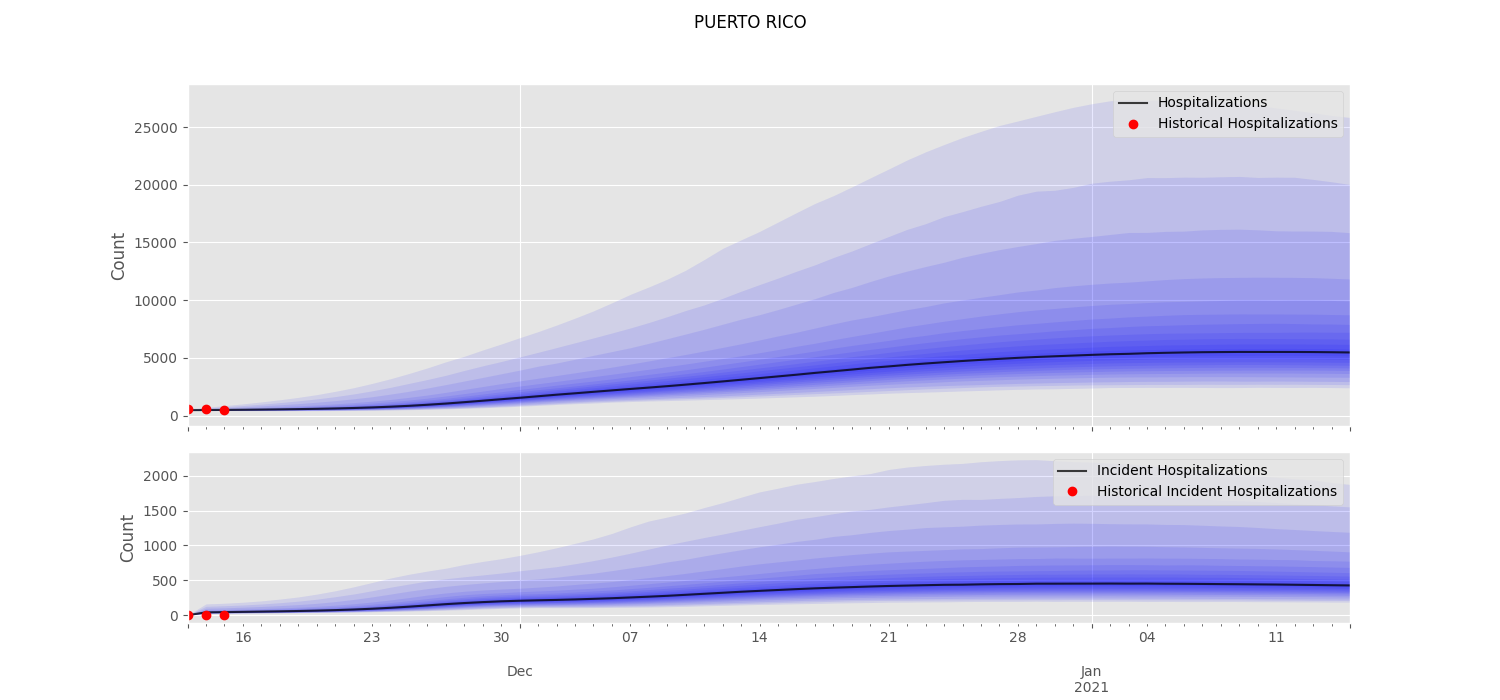 PUERTO RICO
Hospitalizations
Historical Hospitalizations
25000
20000
15000
10000
5000
0
Count
Incident Hospitalizations
Historical Incident Hospitalizations
2000
1500
1000
500
0
Count
16 23 30 07 14 21 28 04 11
Dec Jan
2021